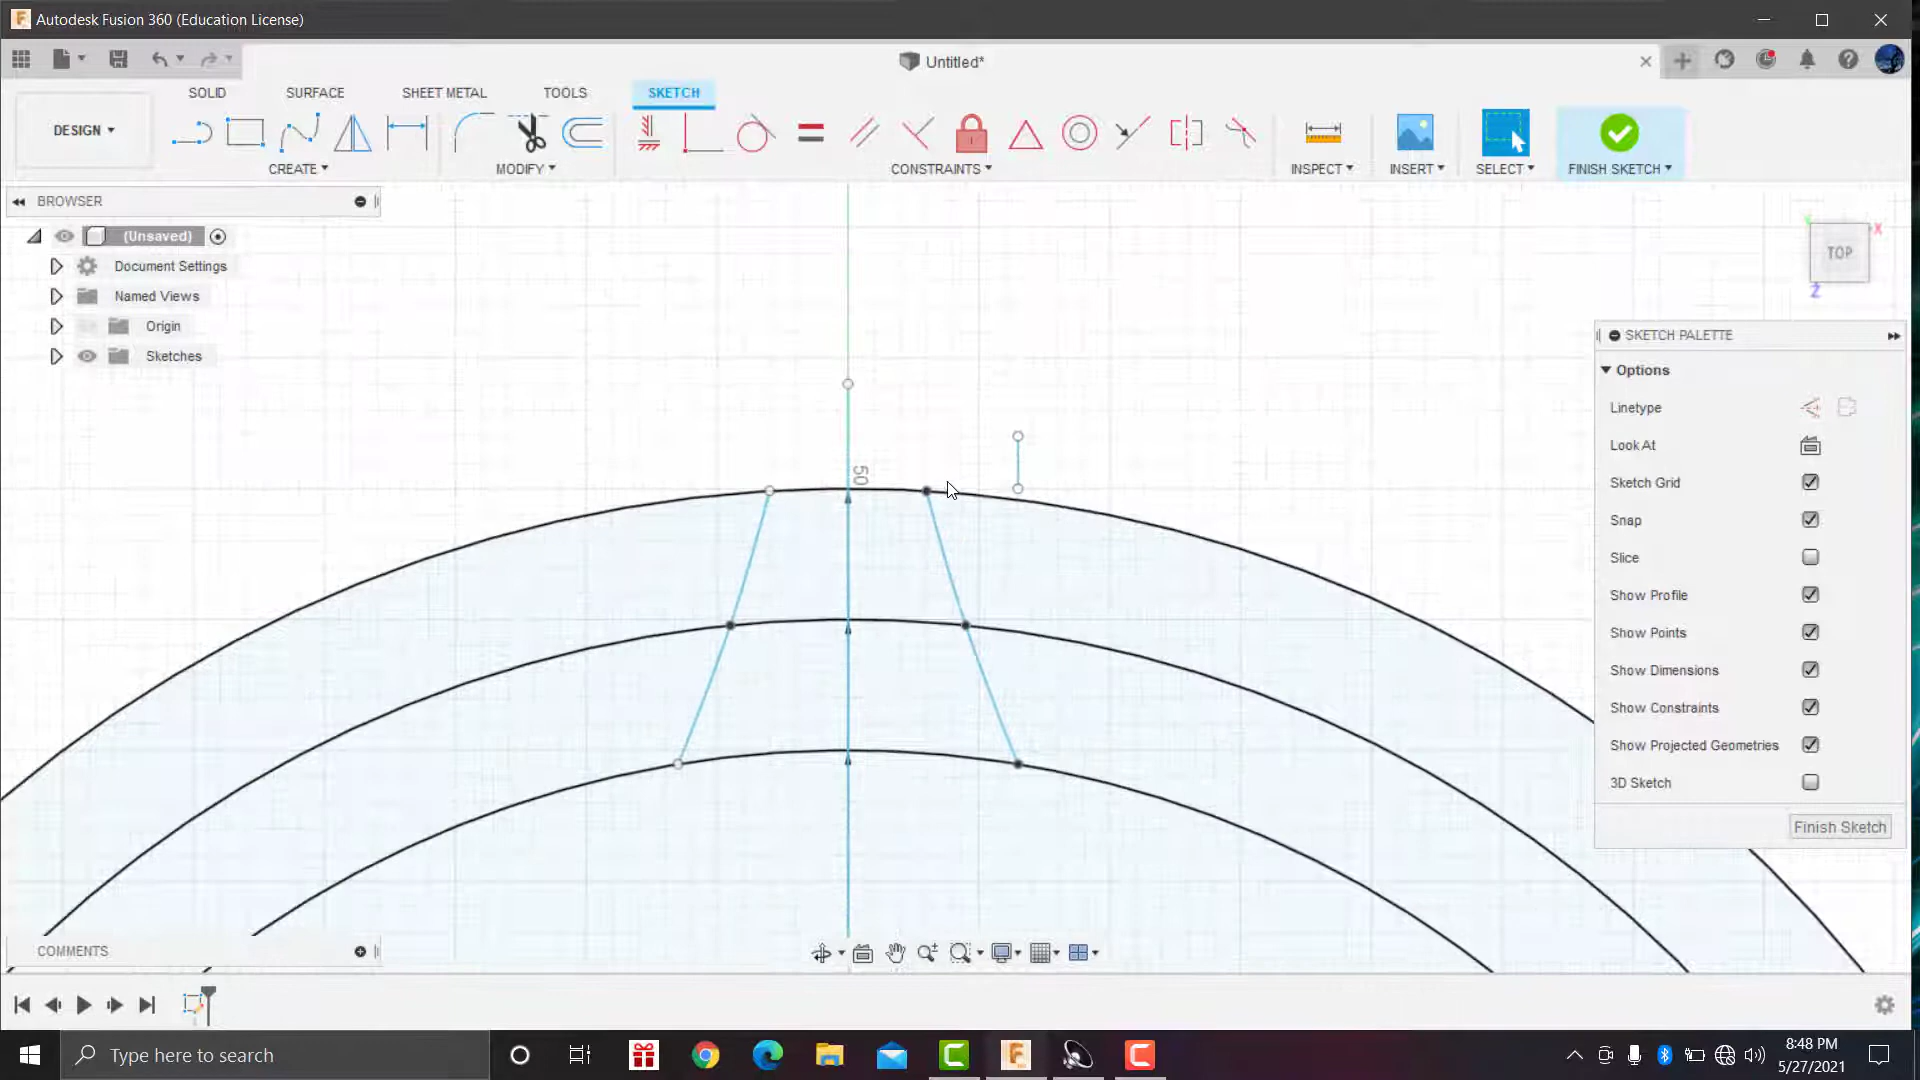 Autodesk Fusion 360 (Education License)
Untitled*
SOLID
SURFACE
SHEET METAL
TOOLS
SKETCH
DESIGN
CREATE
MODIFY
CONSTRAINTS
INSPECT
INSERT
SELECT
FINISH SKETCH
BROWSER
(Unsaved)
Document Settings
Named Views
Origin
Sketches
TOP
X
Y
Z
50
SKETCH PALETTE
Options
Linetype
Look At
Sketch Grid
Snap
Slice
Show Profile
Show Points
Show Dimensions
Show Constraints
Show Projected Geometries
3D Sketch
Finish Sketch
COMMENTS
Type here to search
8:48 PM
5/27/2021